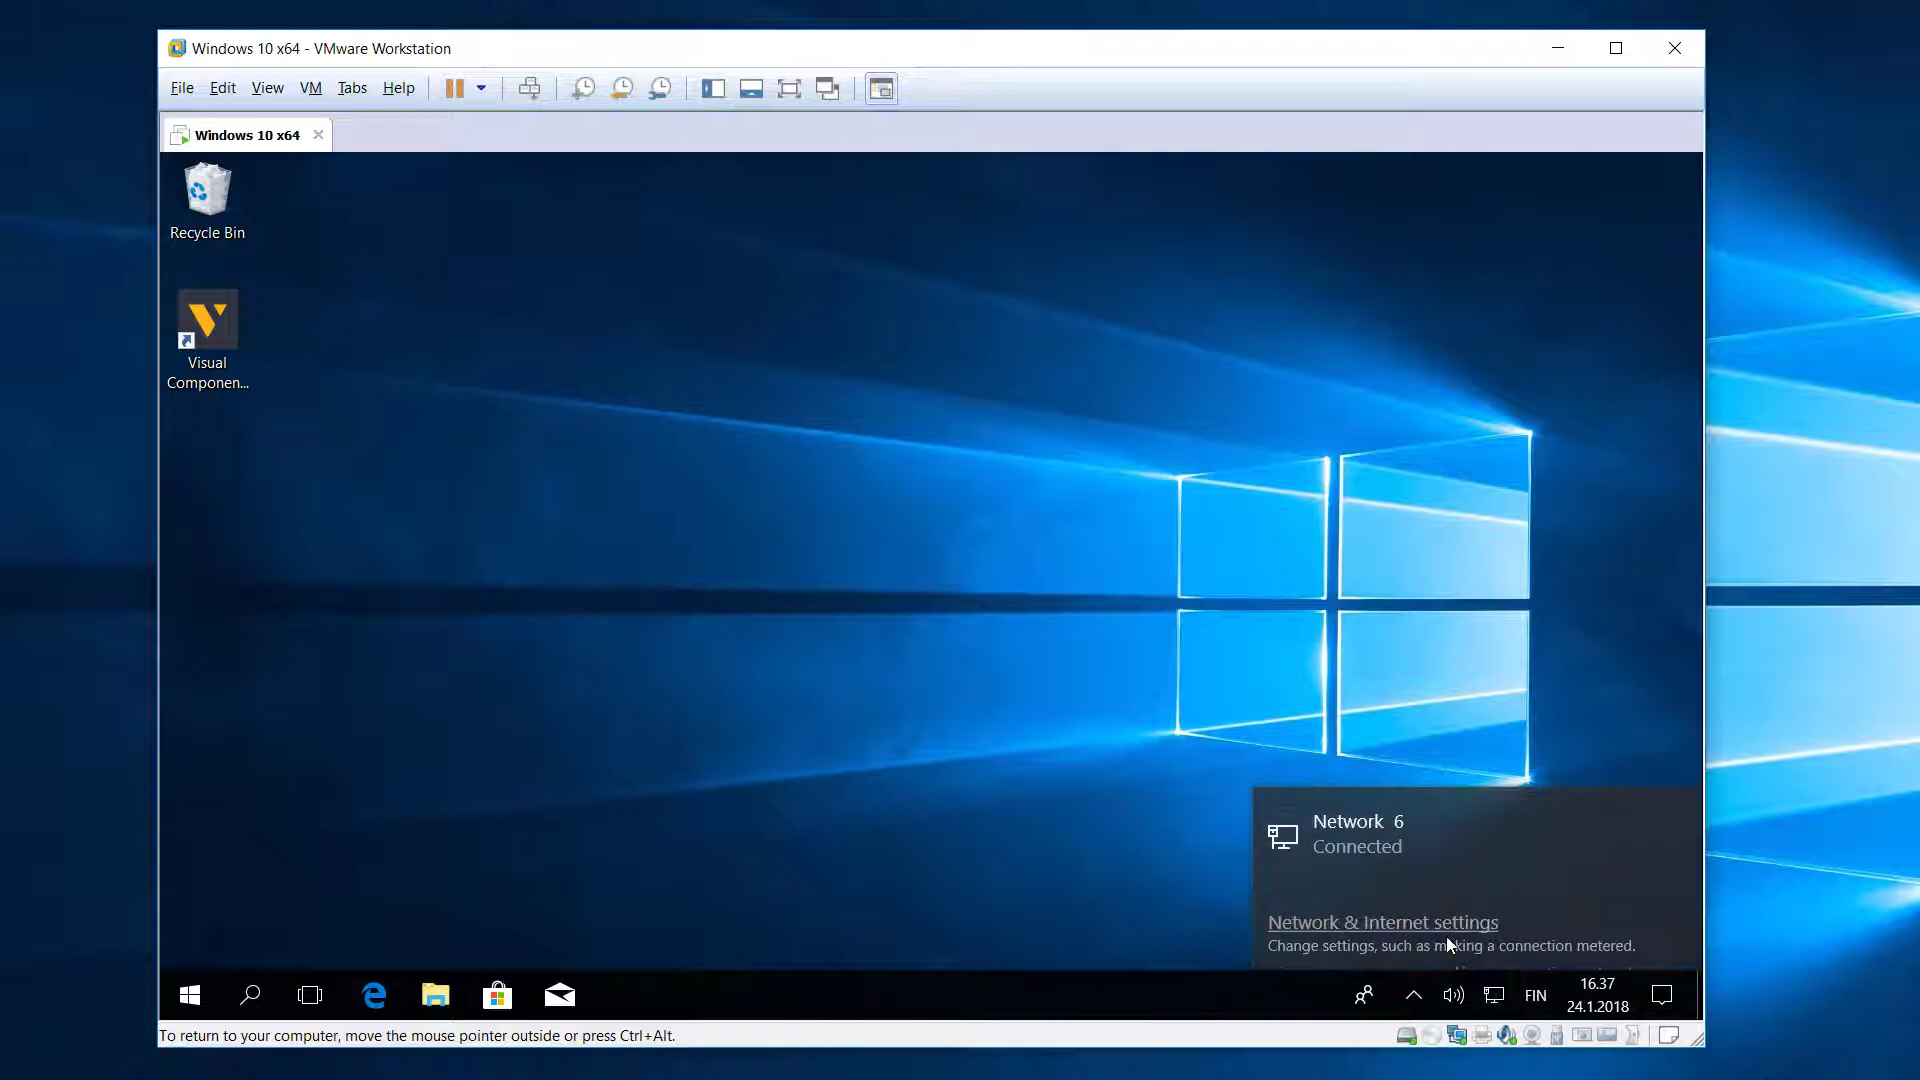 Windows 10 x64 - VMware Workstation
File Edit View VM Tabs Help
Windows 10 x64
Recycle Bin
Visual
Componen...
Network 6
Connected
Network & Internet settings
Change settings, such as making a connection metered.
FIN
16.37
24.1.2018
To return to your computer, move the mouse pointer outside or press Ctrl+Alt.